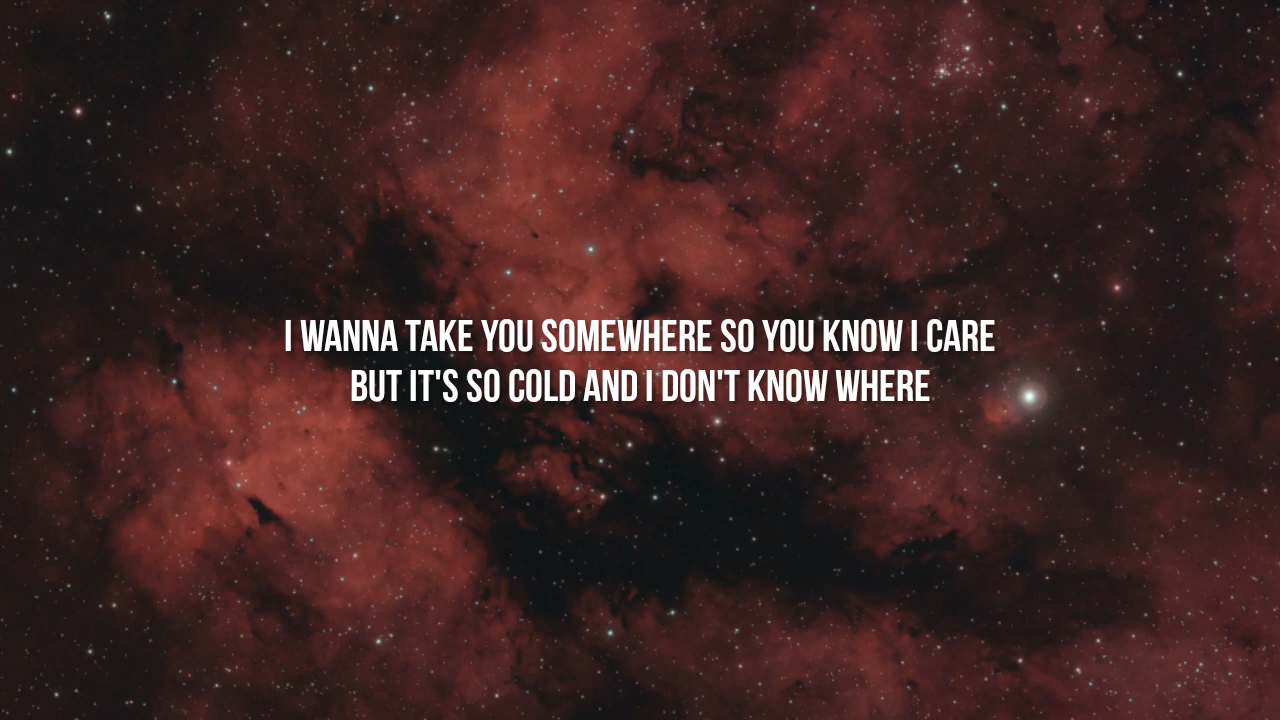 I WANNA TAKE YOU SOMEWHERE SO YOU KNOW I CARE
BUT IT'S SO COLD AND I DON'T KNOW WHERE